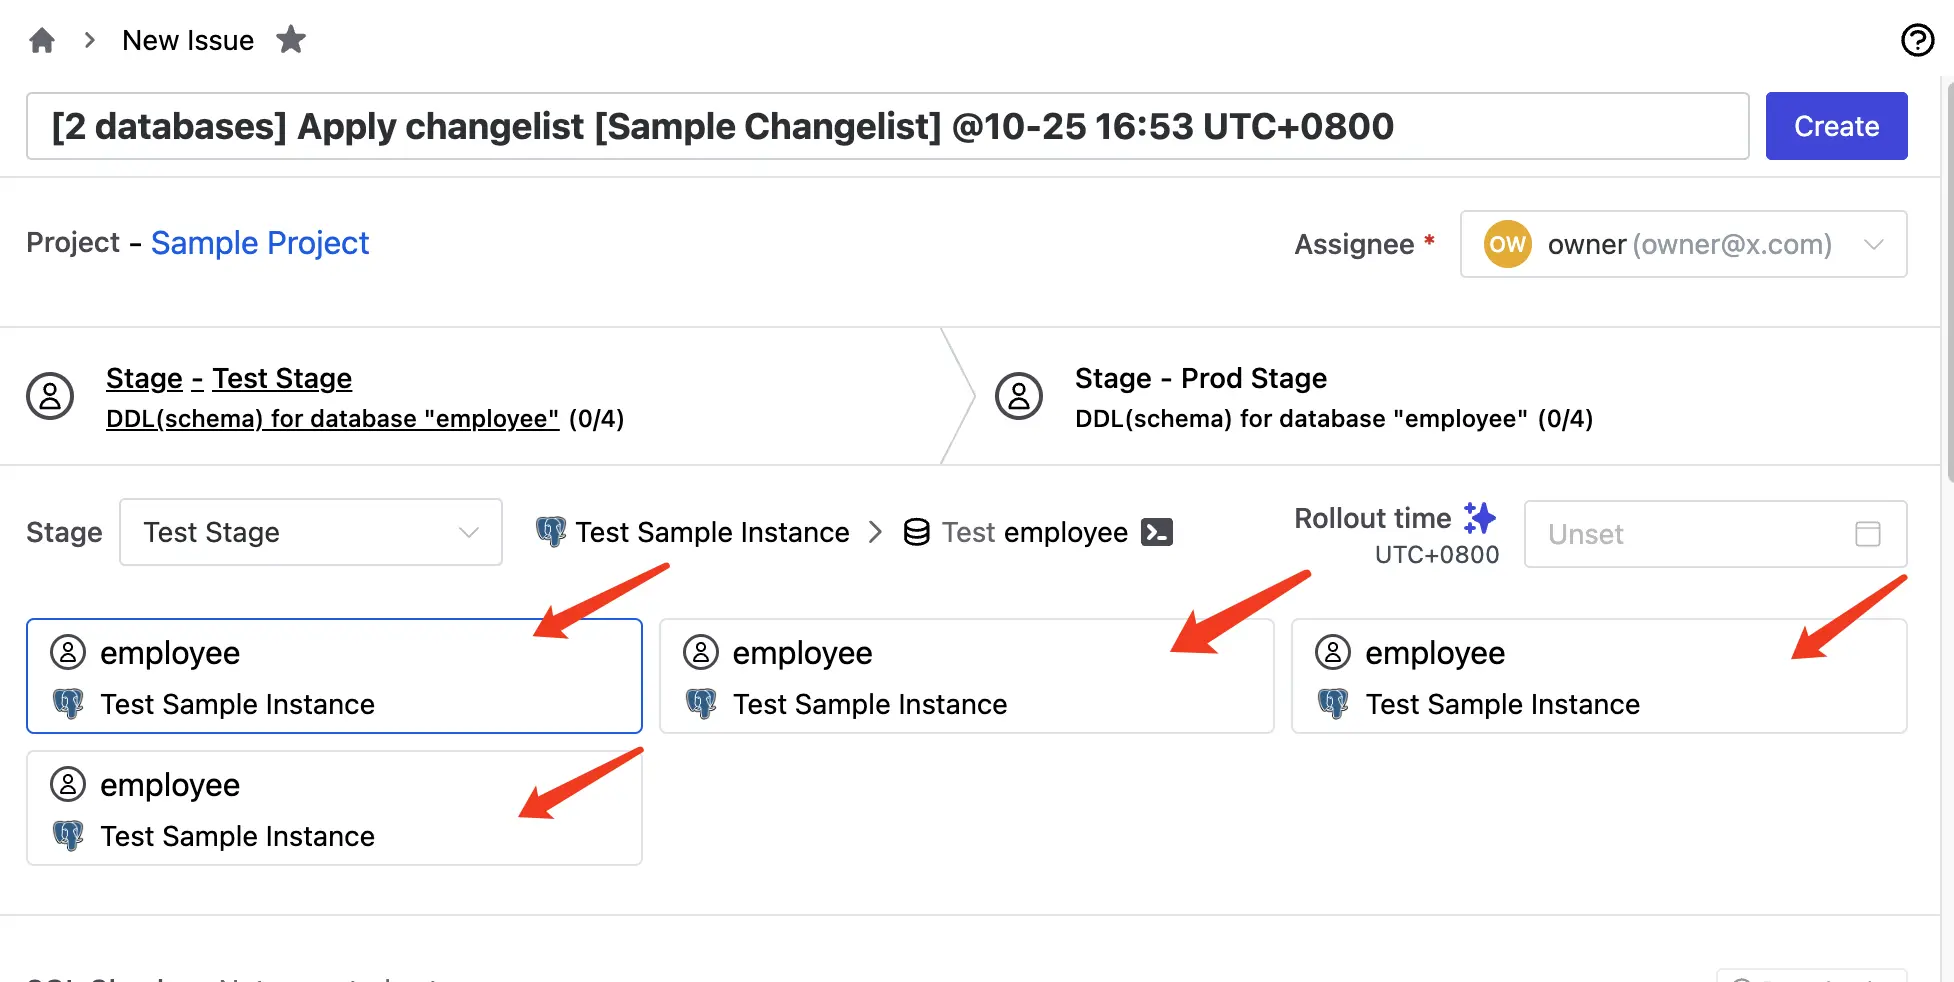 New Issue
[2 databases] Apply changelist [Sample Changelist] @10-25 16:53 UTC+0800
Create
Project - Sample Project
Assignee *
OW owner (owner@x.com)
Stage - Test Stage
DDL(schema) for database "employee" (0/4)
Stage - Prod Stage
DDL(schema) for database "employee" (0/4)
Stage
Test Stage
Test Sample Instance
Test employee
Rollout time
UTC+0800
Unset
employee
Test Sample Instance
employee
Test Sample Instance
employee
Test Sample Instance
employee
Test Sample Instance